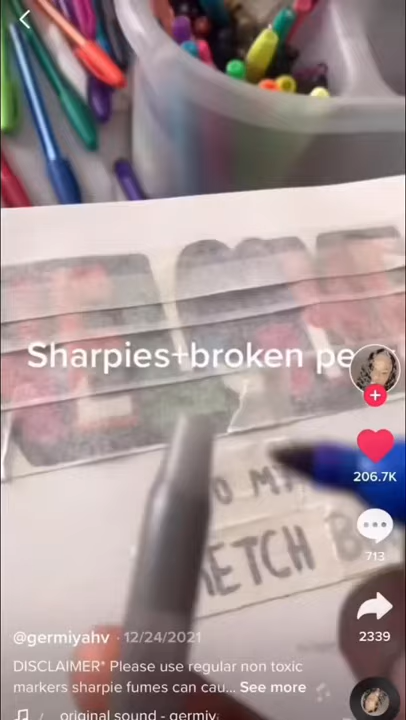 Sharpies+broken pe
206.7K
O MY
ETCH B
713
2339
@germiyahv · 12/24/2021
DISCLAIMER* Please use regular non toxic
markers sharpie fumes can cau... See more
original sound - germiy